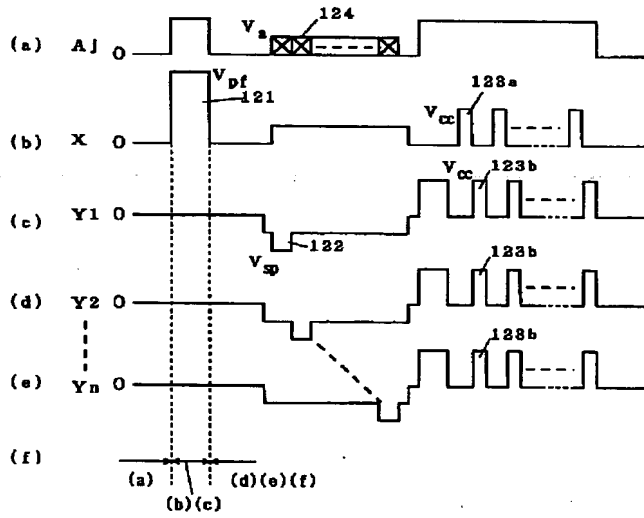 (a) Aj 0 Va 124
Vpf 121
(b) X 0 Vcc 123a
(c) Y1 0 Vcc 123b
Vsp 122
(d) Y2 0 123b
(e) Yn 0 123b
(f)
(a) (b)(c) (d)(e)(f)